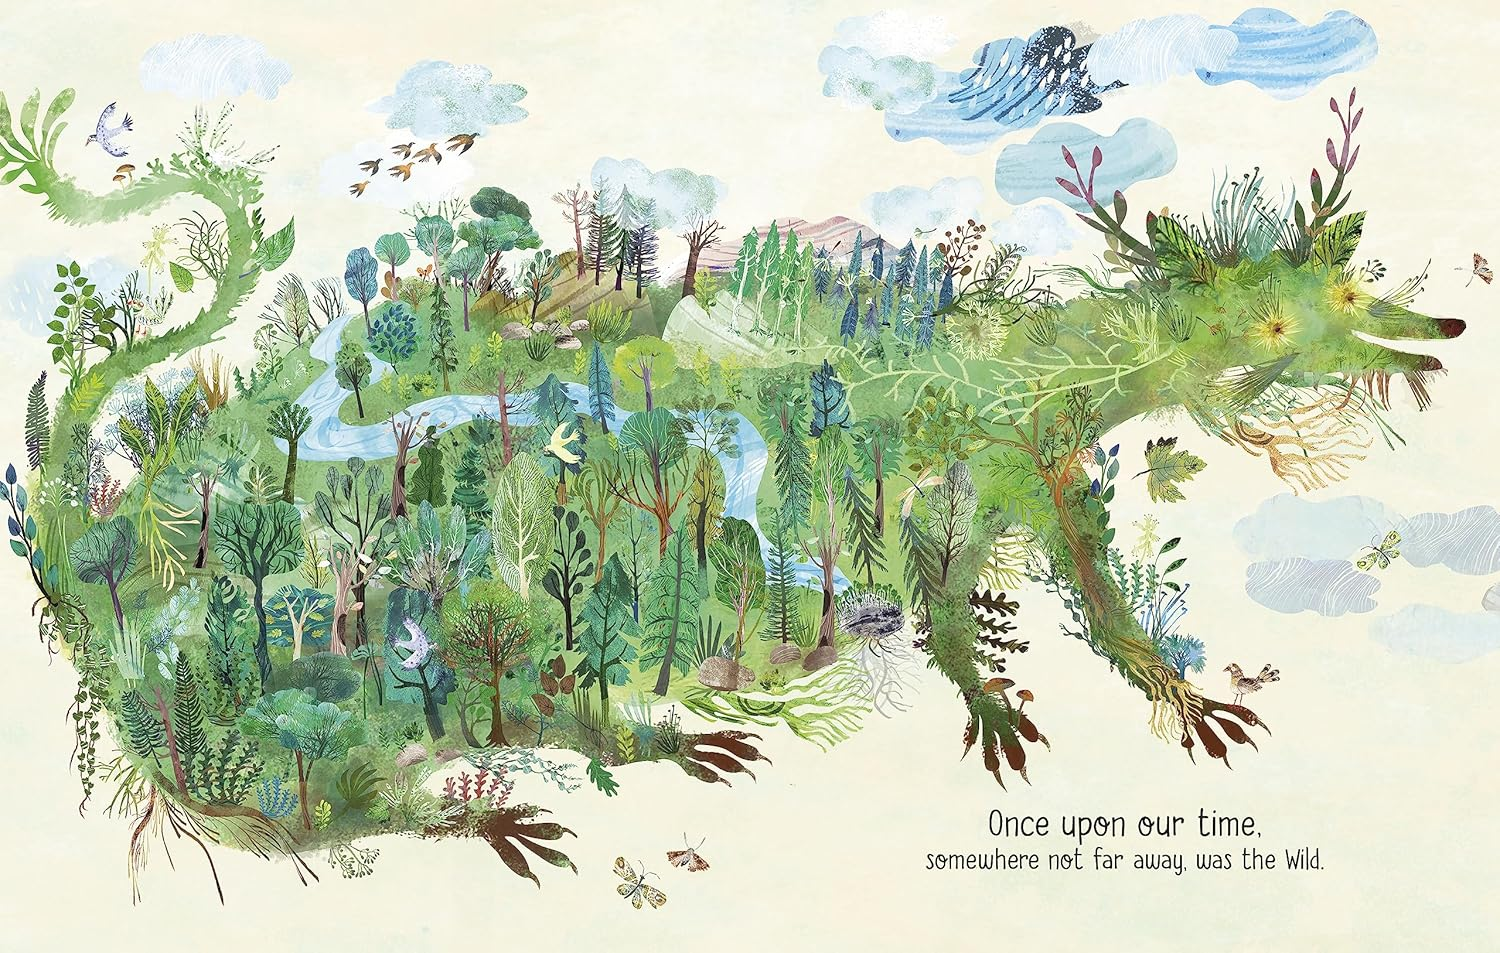 Once upon our time,
somewhere not far away, was the Wild.